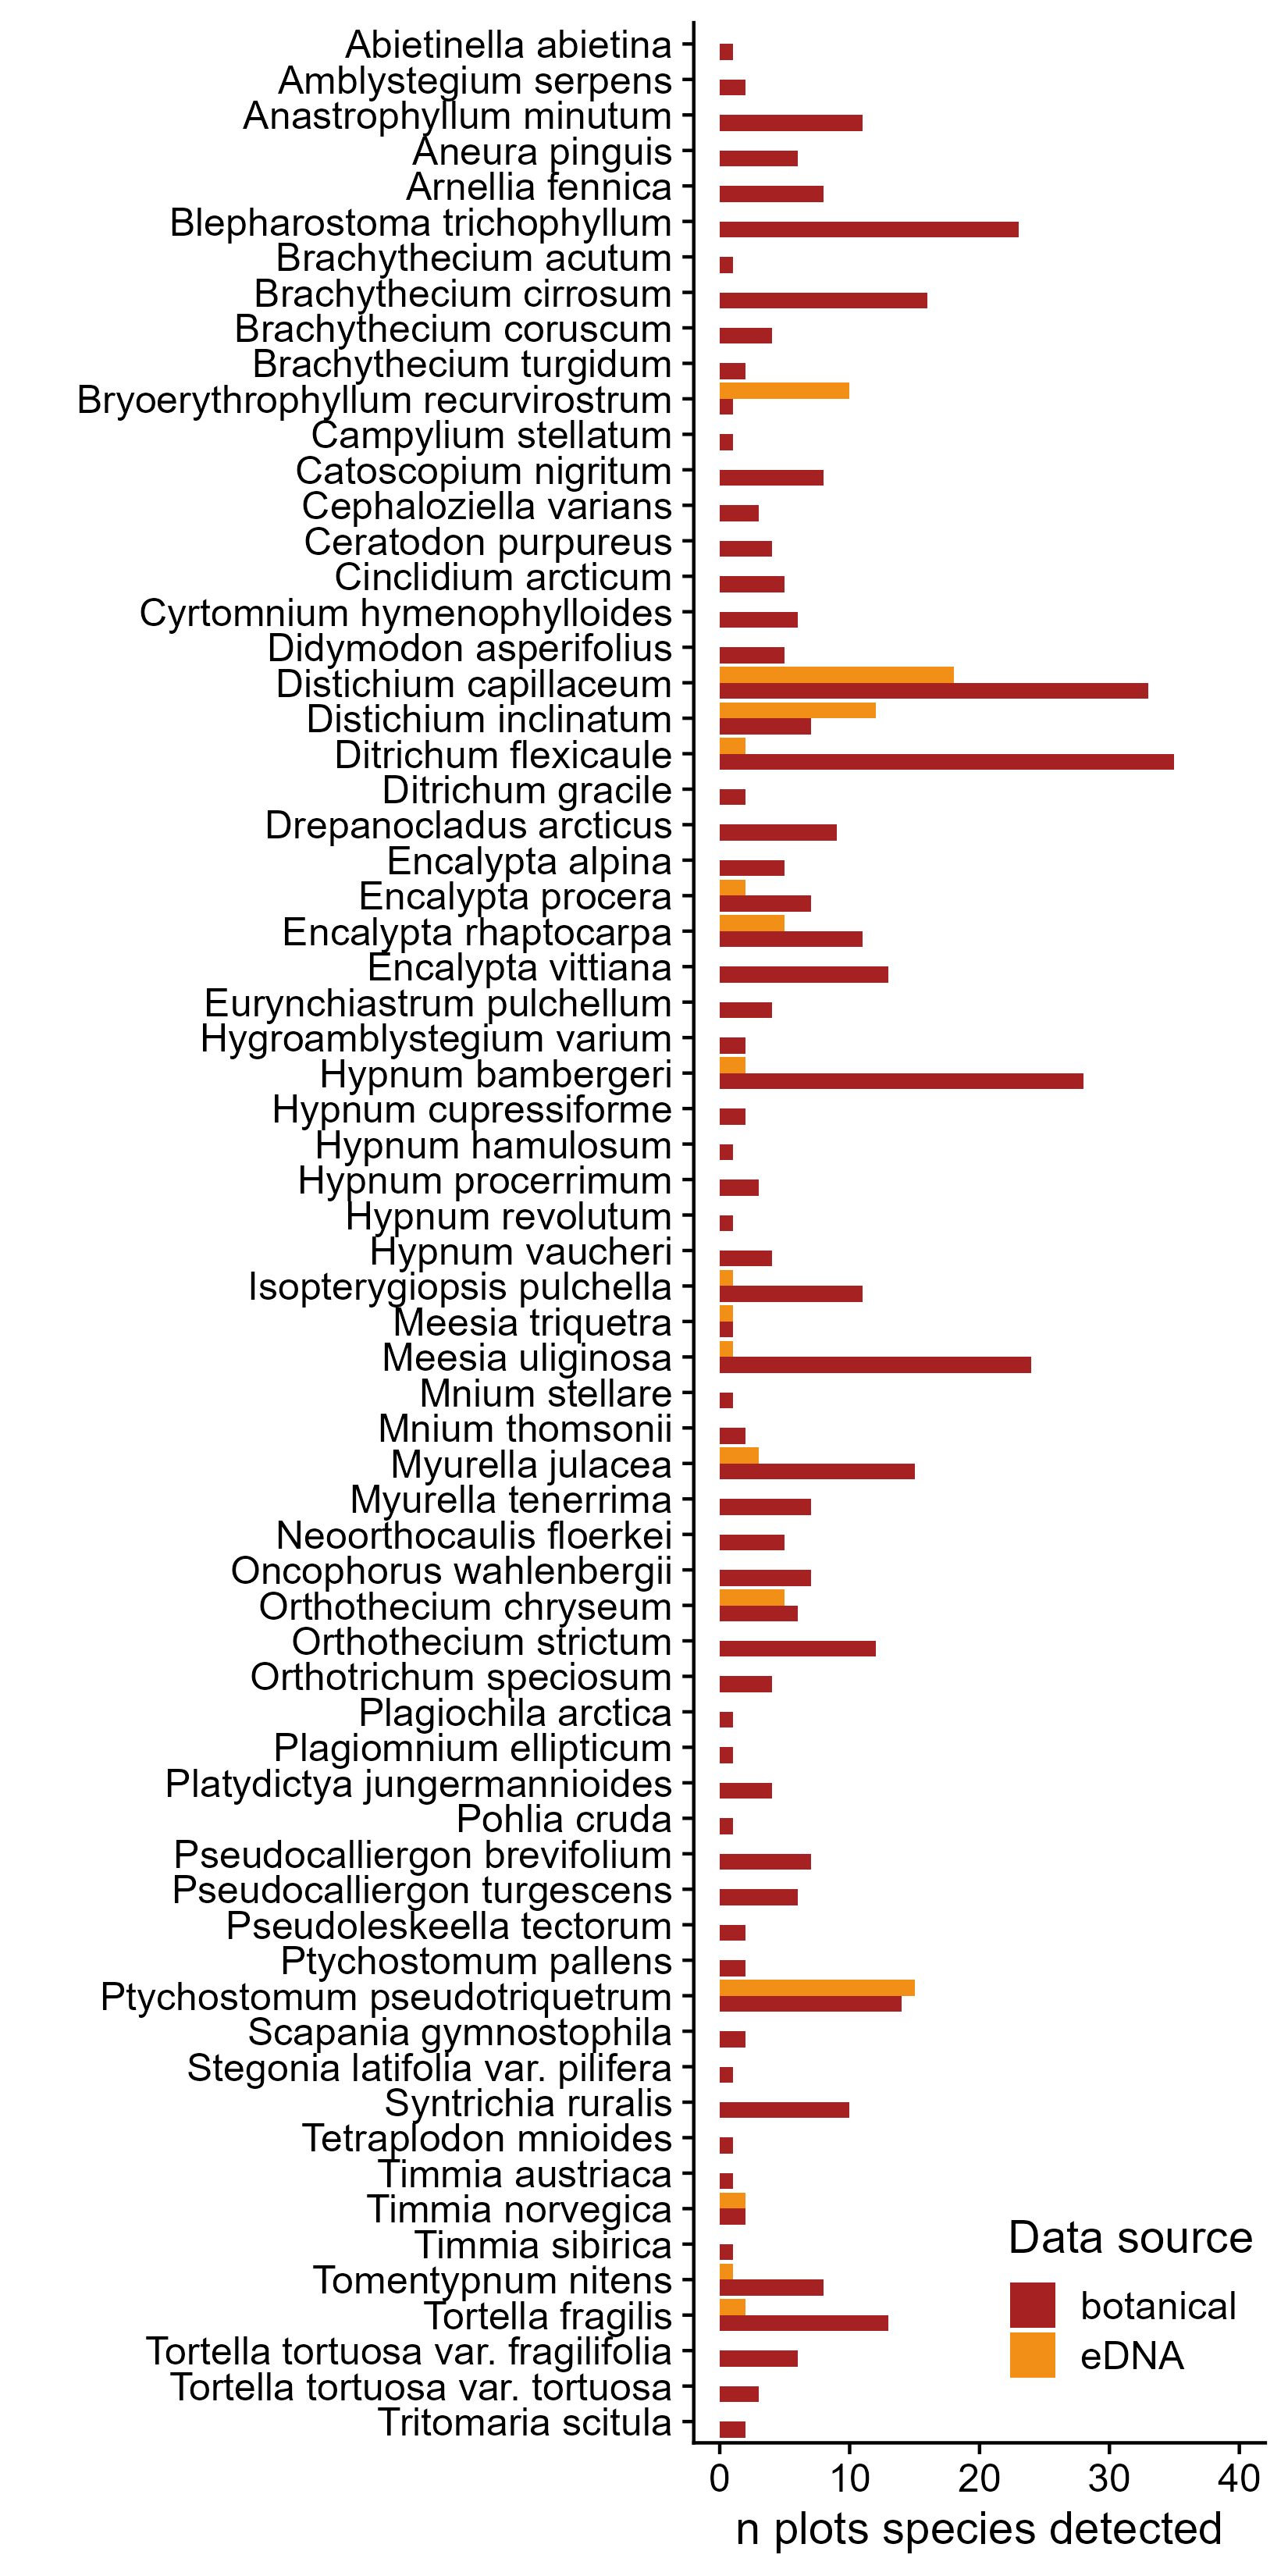 Abietinella abietina
Amblystegium serpens
Anastrophyllum minutum
Aneura pinguis
Arnellia fennica
Blepharostoma trichophyllum
Brachythecium acutum
Brachythecium cirrosum
Brachythecium coruscum
Brachythecium turgidum
Bryoerythrophyllum recurvirostrum
Campylium stellatum
Catoscopium nigritum
Cephaloziella varians
Ceratodon purpureus
Cinclidium arcticum
Cyrtomnium hymenophylloides
Didymodon asperifolius
Distichium capillaceum
Distichium inclinatum
Ditrichum flexicaule
Ditrichum gracile
Drepanocladus arcticus
Encalypta alpina
Encalypta procera
Encalypta rhaptocarpa
Encalypta vittiana
Eurynchiastrum pulchellum
Hygroamblystegium varium
Hypnum bambergeri
Hypnum cupressiforme
Hypnum hamulosum
Hypnum procerrimum
Hypnum revolutum
Hypnum vaucheri
Isopterygiopsis pulchella
Meesia triquetra
Meesia uliginosa
Mnium stellare
Mnium thomsonii
Myurella julacea
Myurella tenerrima
Neoorthocaulis floerkei
Oncophorus wahlenbergii
Orthothecium chryseum
Orthothecium strictum
Orthotrichum speciosum
Plagiochila arctica
Plagiomnium ellipticum
Platydictya jungermannioides
Pohlia cruda
Pseudocalliergon brevifolium
Pseudocalliergon turgescens
Pseudoleskeella tectorum
Ptychostomum pallens
Ptychostomum pseudotriquetrum
Scapania gymnostophila
Stegonia latifolia var. pilifera
Syntrichia ruralis
Tetraplodon mnioides
Timmia austriaca
Timmia norvegica
Timmia sibirica
Tomentypnum nitens
Tortella fragilis
Tortella tortuosa var. fragilifolia
Tortella tortuosa var. tortuosa
Tritomaria scitula
Data source
botanical
eDNA
0 10 20 30 40
n plots species detected